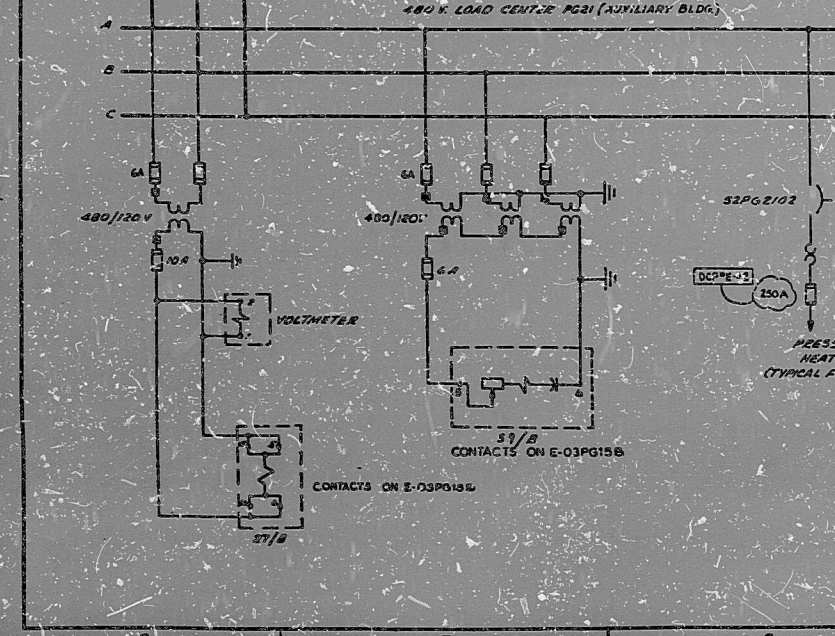 480 V. LOAD CENTER PG21 (AUXILIARY BLDG.)
A
B
C
6A
6A
480/120V
480/120V
10A
6A
VOLTMETER
52PG2102
250A
PRESS
HEAT
(TYPICAL F
59/B
CONTACTS ON E-03PG15B
CONTACTS ON E-03PG15B
27/B